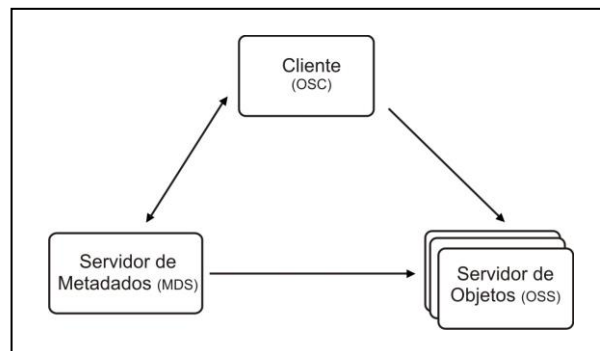 Cliente
(OSC)
Servidor de
Metadados (MDS)
Servidor de
Objetos (OSS)